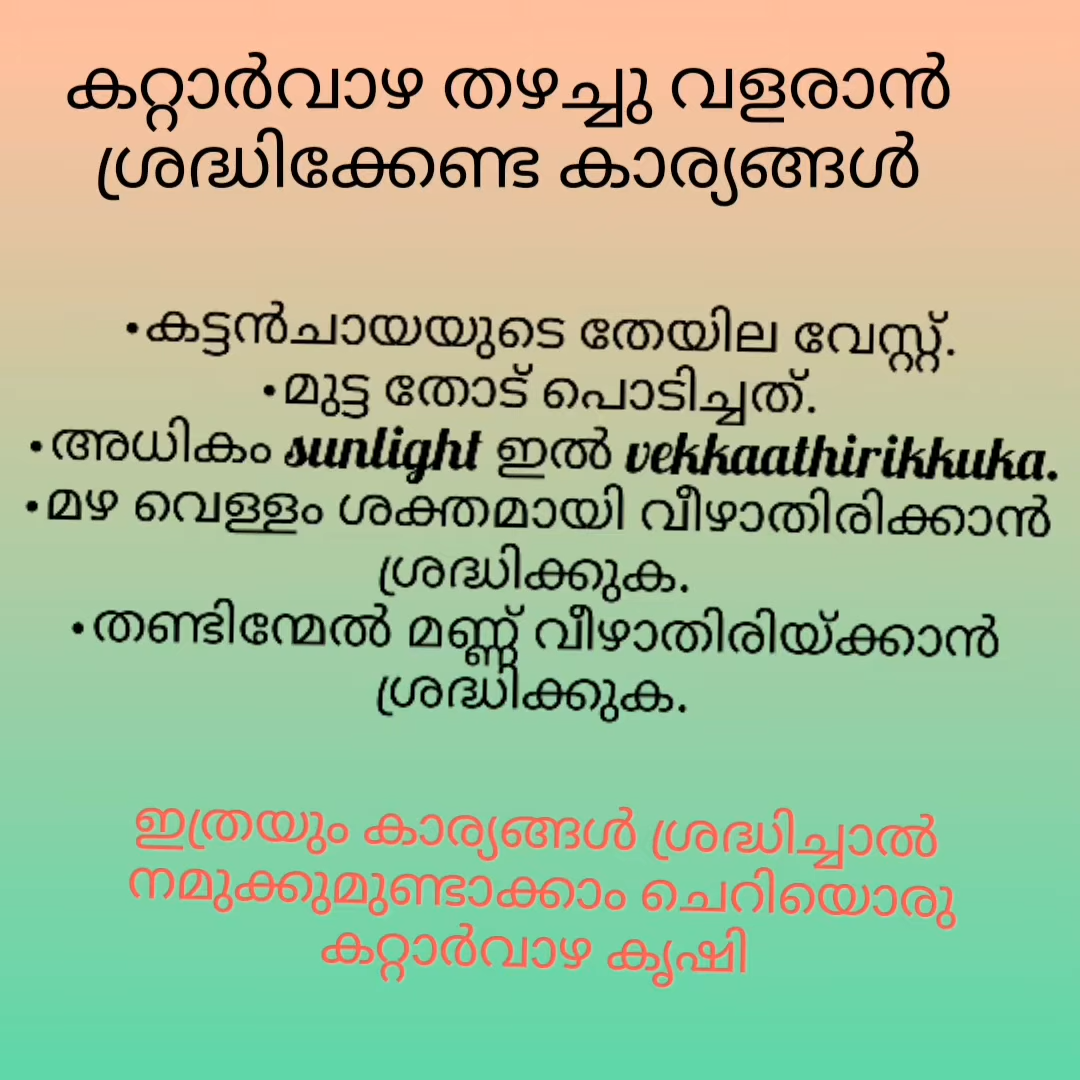 കറ്റാർവാഴ തഴച്ചു വളരാൻ
ശ്രദ്ധിക്കേണ്ട കാര്യങ്ങൾ
•കട്ടൻചായയുടെ തേയില വേസ്റ്റ്.
•മുട്ട തോട് പൊടിച്ചത്.
•അധികം sunlight ഇൽ vekkaathirikkuka.
•മഴ വെള്ളം ശക്തമായി വീഴാതിരിക്കാൻ
ശ്രദ്ധിക്കുക.
•തണ്ടിന്മേൽ മണ്ണ് വീഴാതിരിയ്ക്കാൻ
ശ്രദ്ധിക്കുക.
ഇത്രയും കാര്യങ്ങൾ ശ്രദ്ധിച്ചാൽ
നമുക്കുമുണ്ടാക്കാം ചെറിയൊരു
കറ്റാർവാഴ കൃഷി